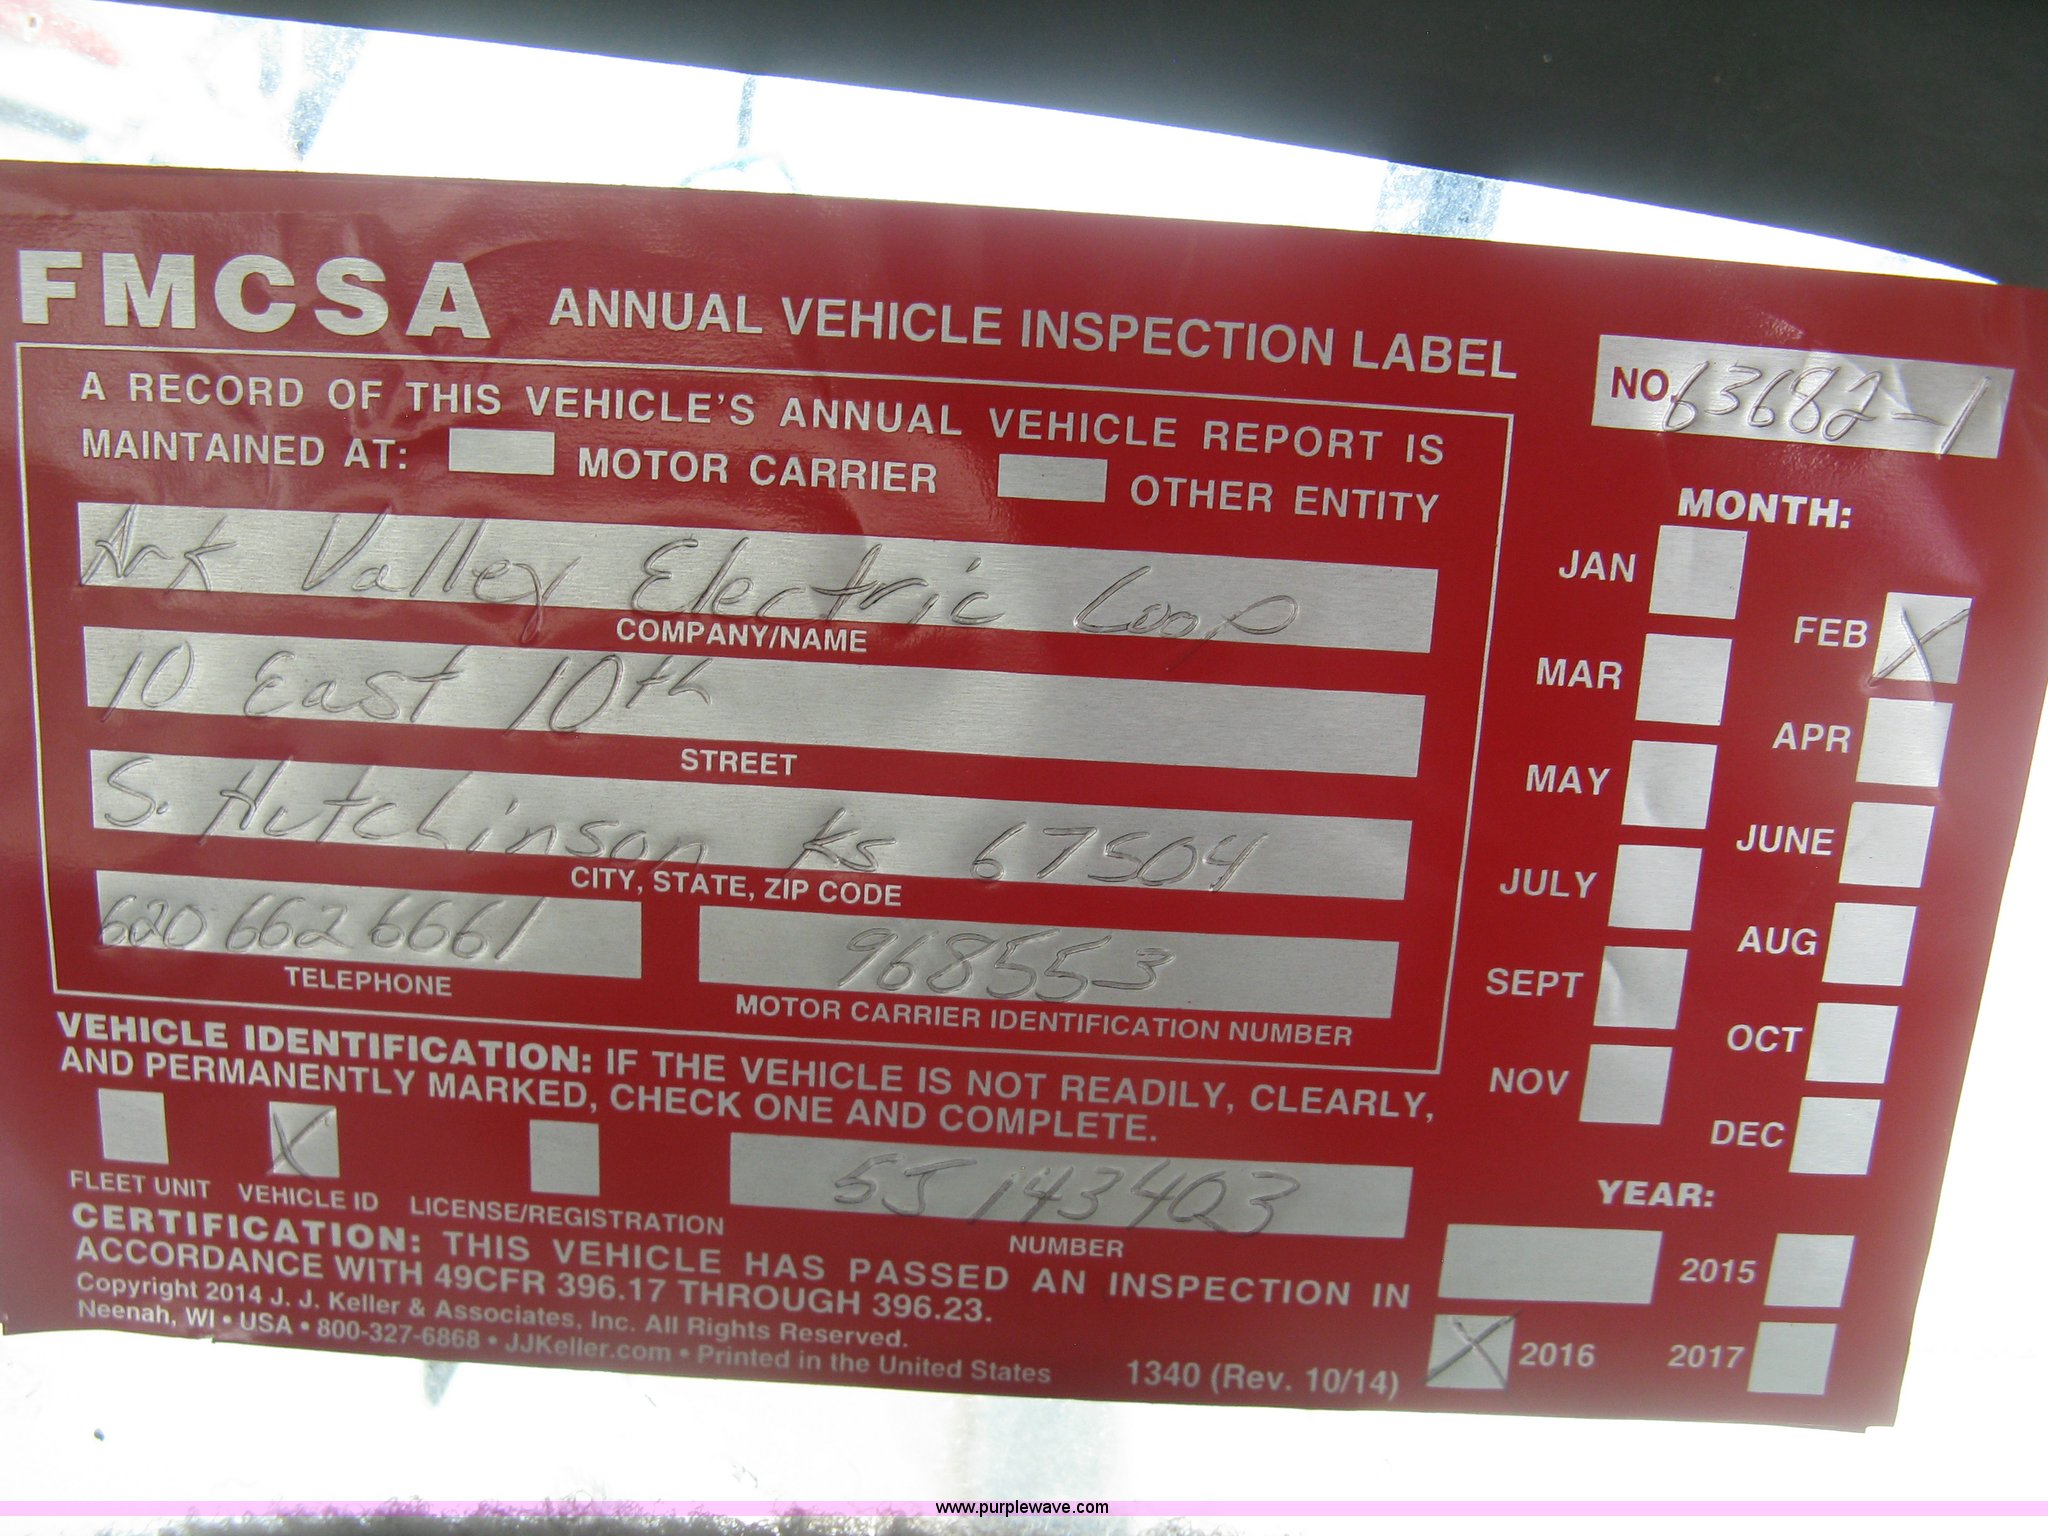 FMCSA ANNUAL VEHICLE INSPECTION LABEL
NO. 63682-1
A RECORD OF THIS VEHICLE'S ANNUAL VEHICLE REPORT IS
MAINTAINED AT: MOTOR CARRIER OTHER ENTITY
Ark Valley Electric Coop
COMPANY/NAME
10 East 10th
STREET
S. Hutchinson Ks 67504
CITY, STATE, ZIP CODE
620 662 6661 968553
TELEPHONE MOTOR CARRIER IDENTIFICATION NUMBER
VEHICLE IDENTIFICATION: IF THE VEHICLE IS NOT READILY, CLEARLY,
AND PERMANENTLY MARKED, CHECK ONE AND COMPLETE.
X 5J143403
FLEET UNIT VEHICLE ID LICENSE/REGISTRATION NUMBER
CERTIFICATION: THIS VEHICLE HAS PASSED AN INSPECTION IN
ACCORDANCE WITH 49CFR 396.17 THROUGH 396.23.
Copyright 2014 J. J. Keller & Associates, Inc. All Rights Reserved.
Neenah, WI • USA • 800-327-6868 • JJKeller.com • Printed in the United States
1340 (Rev. 10/14)
MONTH:
JAN
FEB X
MAR
APR
MAY
JUNE
JULY
AUG
SEPT
OCT
NOV
DEC
YEAR:
2015
X 2016 2017
www.purplewave.com